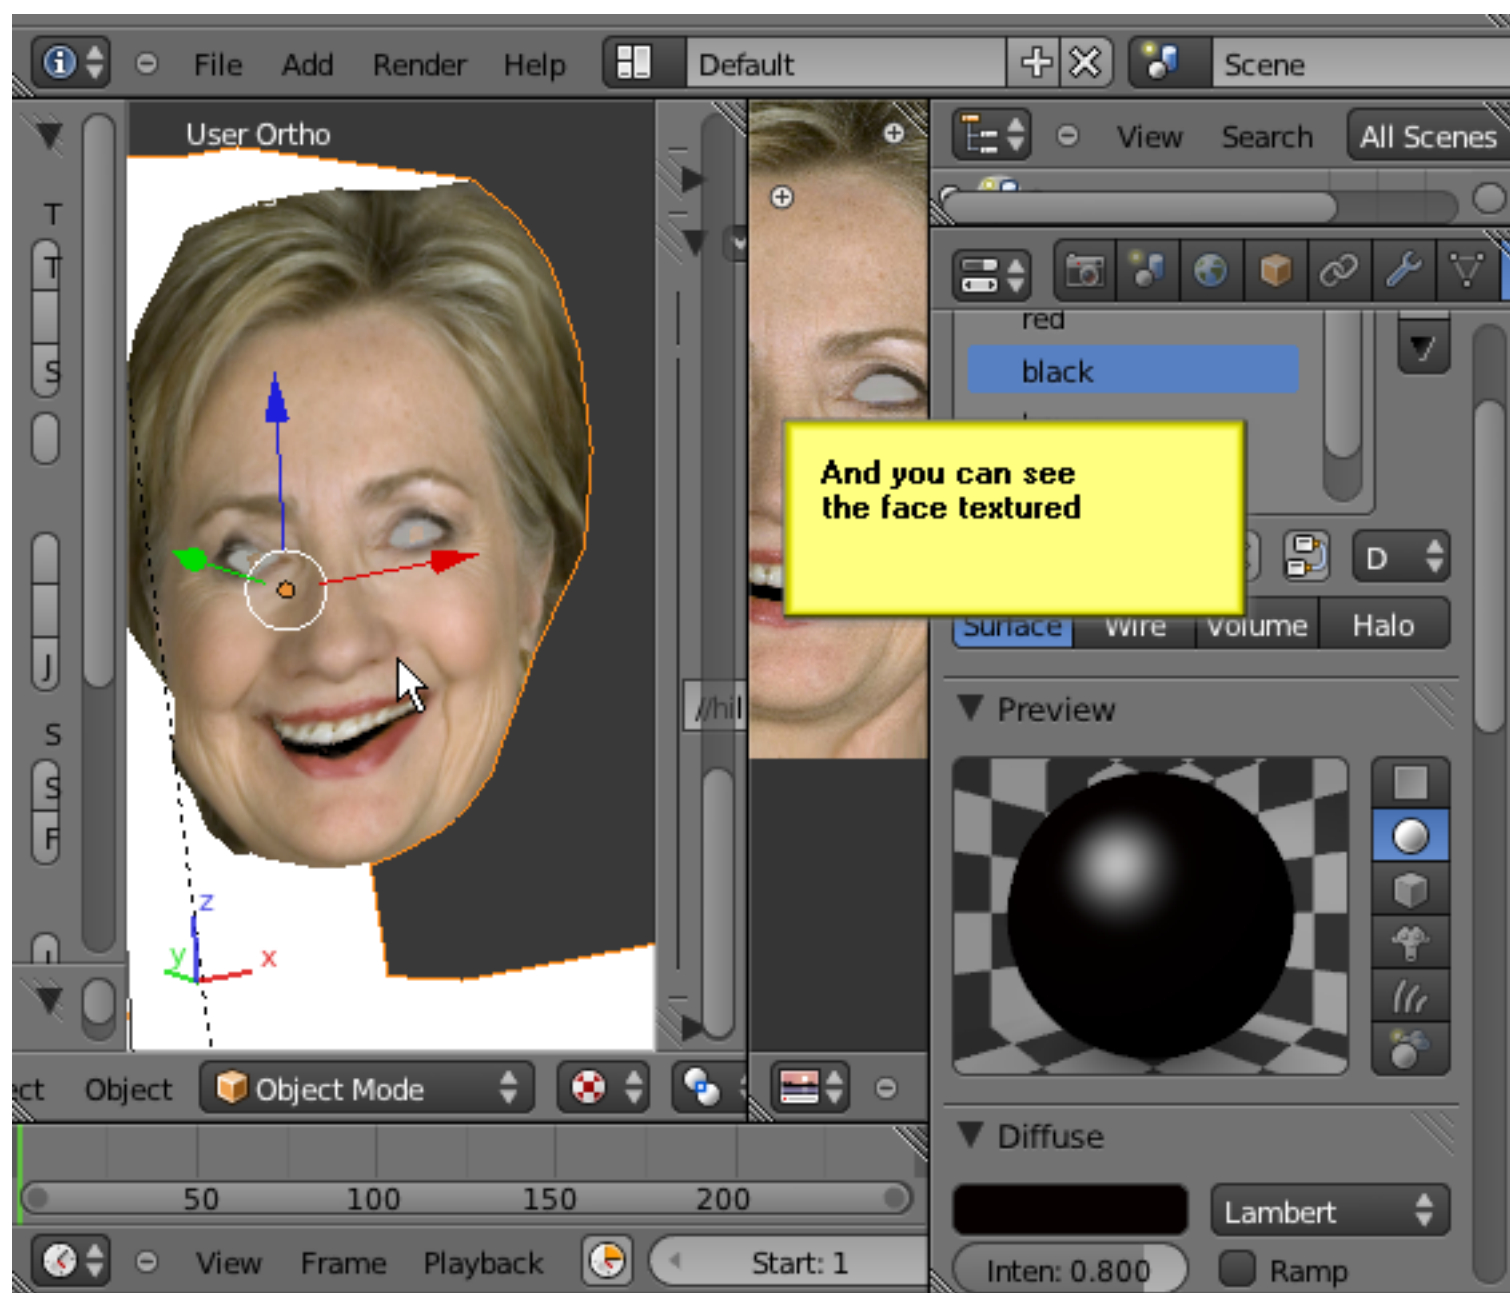 File Add Render Help Default Scene
User Ortho
View Search All Scenes
T
T
S
J
S
S
F
red
black
And you can see
the face textured
D
Surface Wire Volume Halo
//hil
Preview
z
y x
ect Object Object Mode
Diffuse
50 100 150 200
Lambert
View Frame Playback Start: 1
Inten: 0.800 Ramp